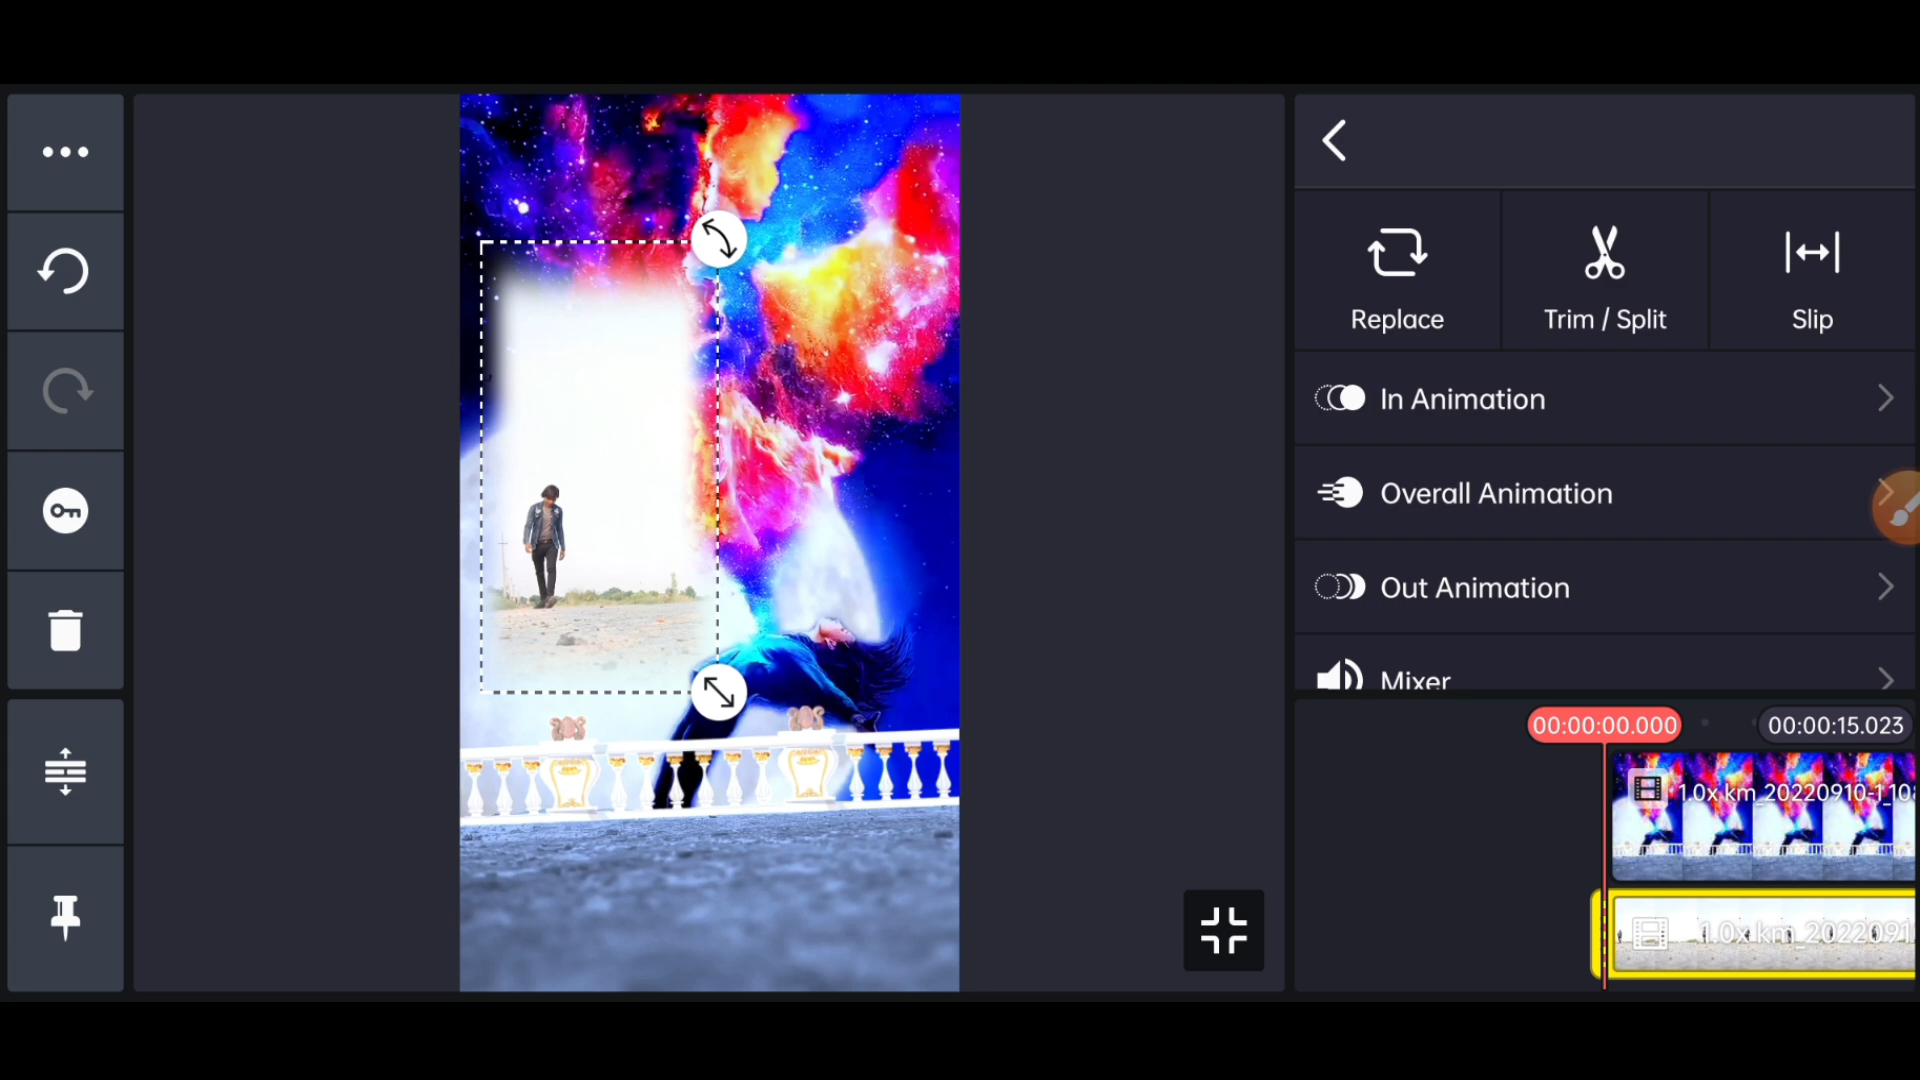 Replace
Trim / Split
Slip
In Animation
Overall Animation
Out Animation
Mixer
00:00:00.000
00:00:15.023
1.0x km_20220910-1_10
1.0x km_2022091